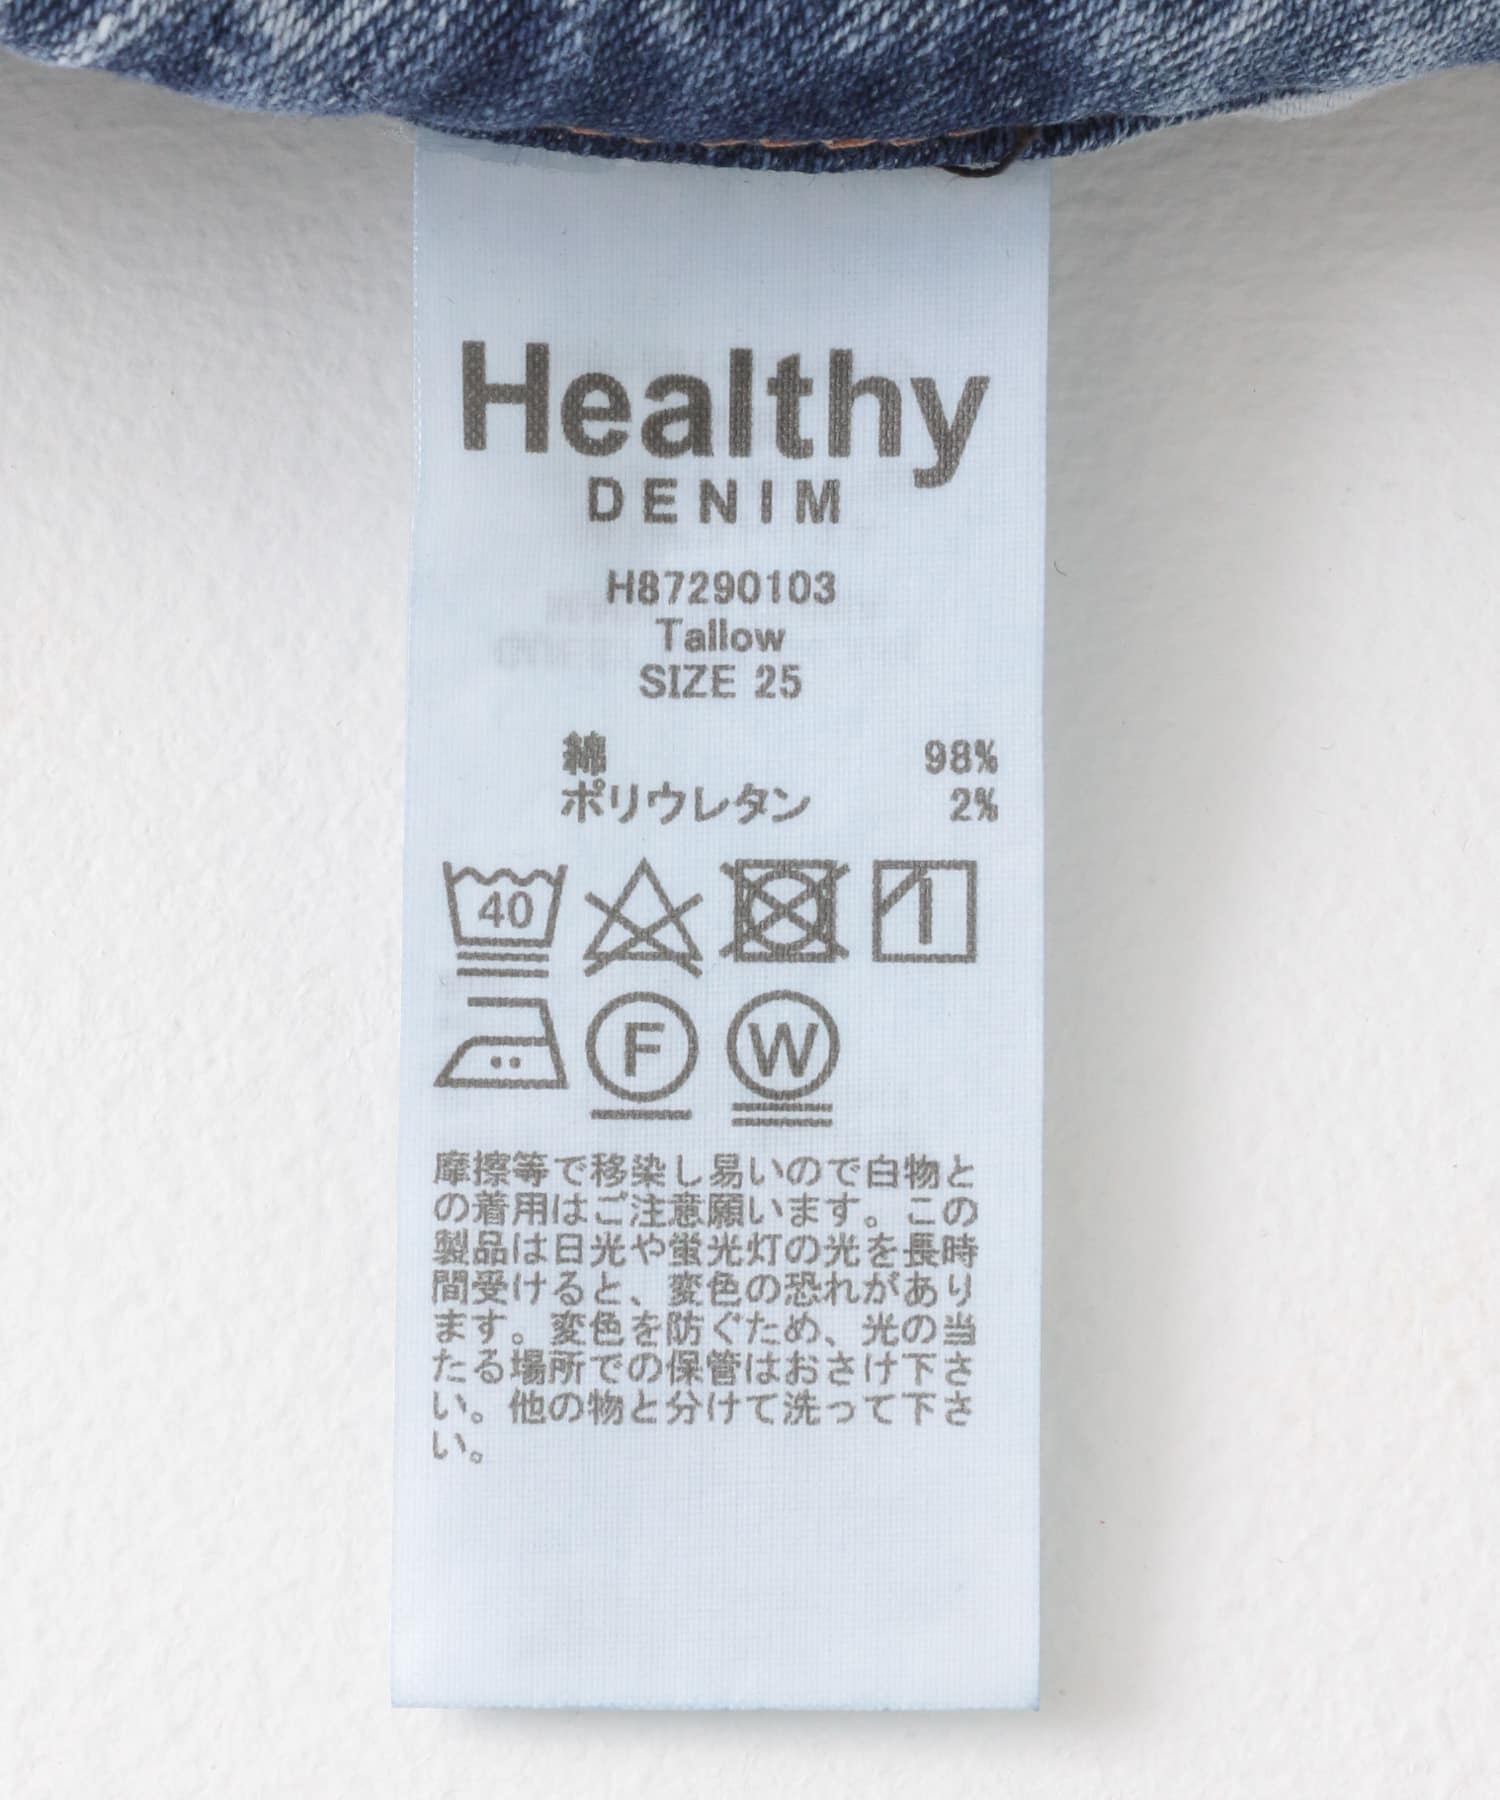 Healthy
DENIM
H87290103
Tallow
SIZE 25
綿 98%
ポリウレタン 2%
40
F W
摩擦等で移染し易いので白物と
の着用はご注意願います。この
製品は日光や蛍光灯の光を長時
間受けると、変色の恐れがあり
ます。変色を防ぐため、光の当
たる場所での保管はおさけ下さ
い。他の物と分けて洗って下さ
い。